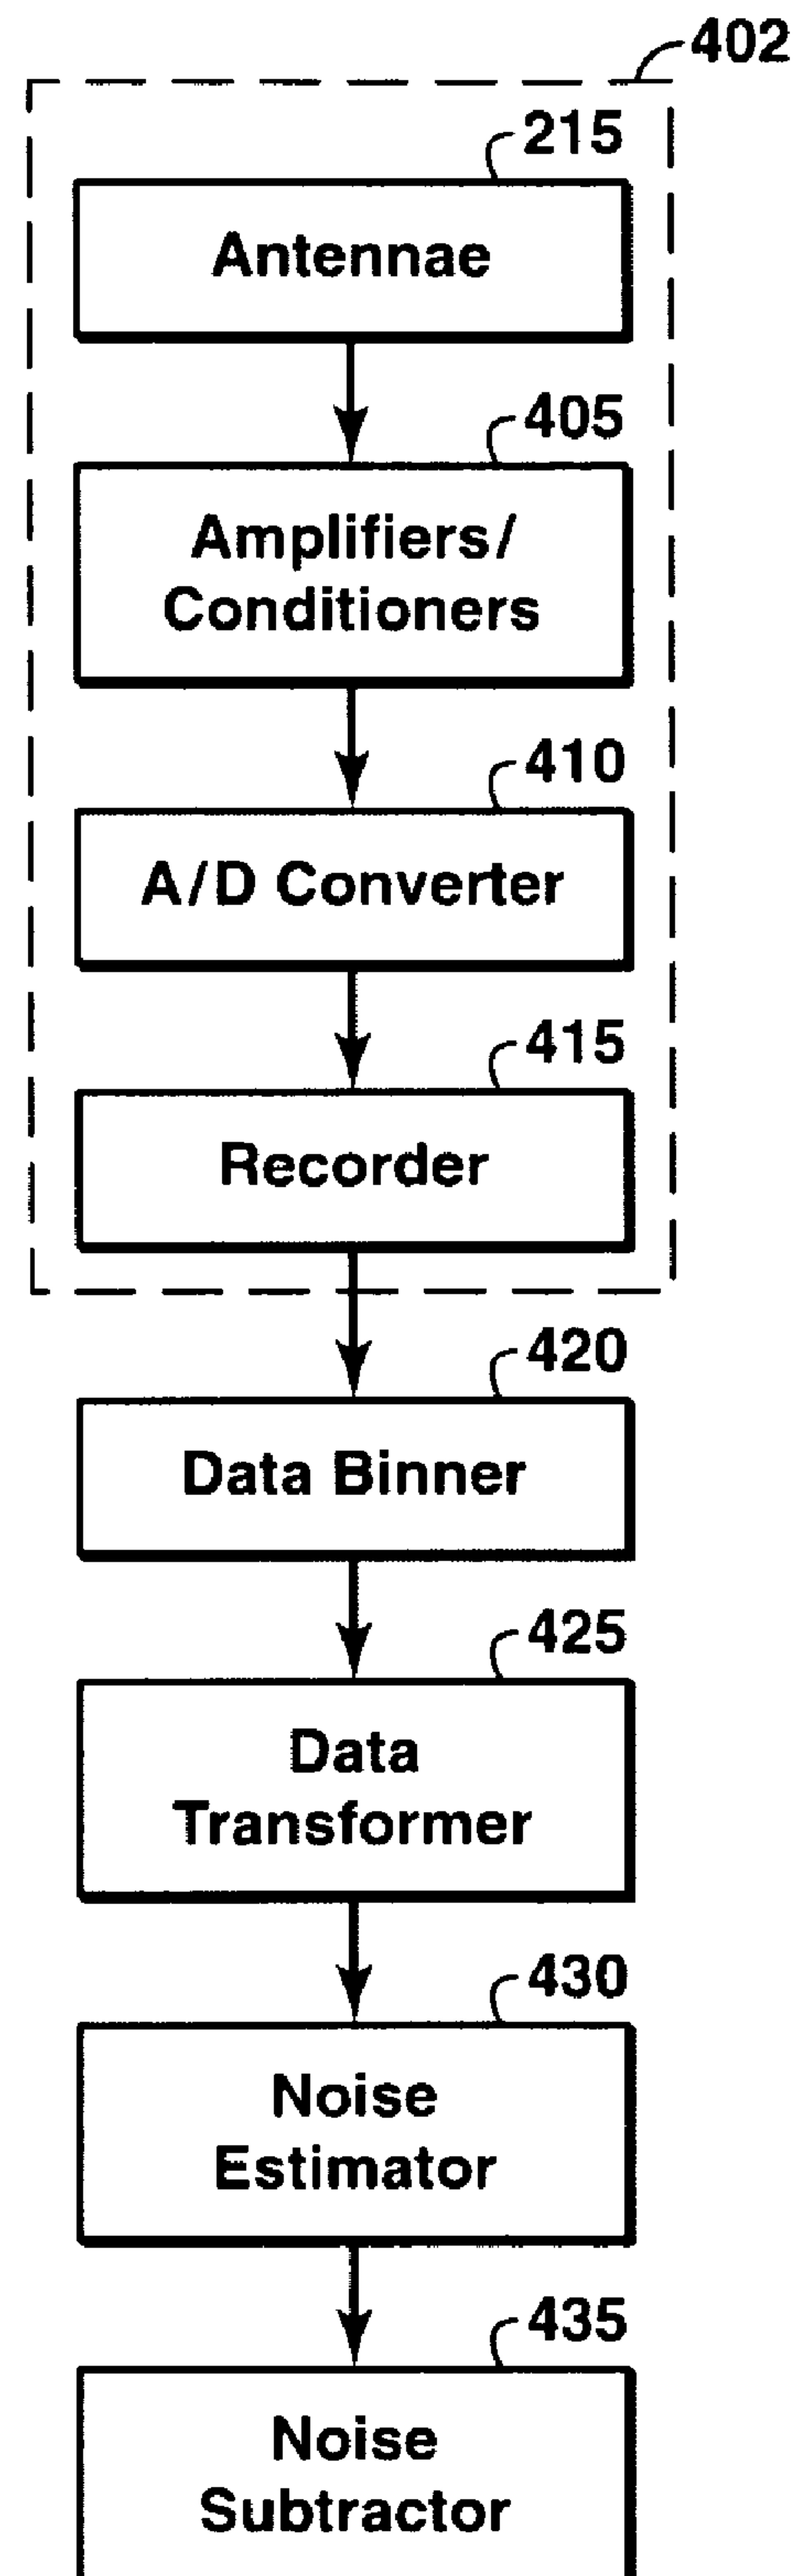 402
215
Antennae
405
Amplifiers/
Conditioners
410
A/D Converter
415
Recorder
420
Data Binner
425
Data
Transformer
430
Noise
Estimator
435
Noise
Subtractor